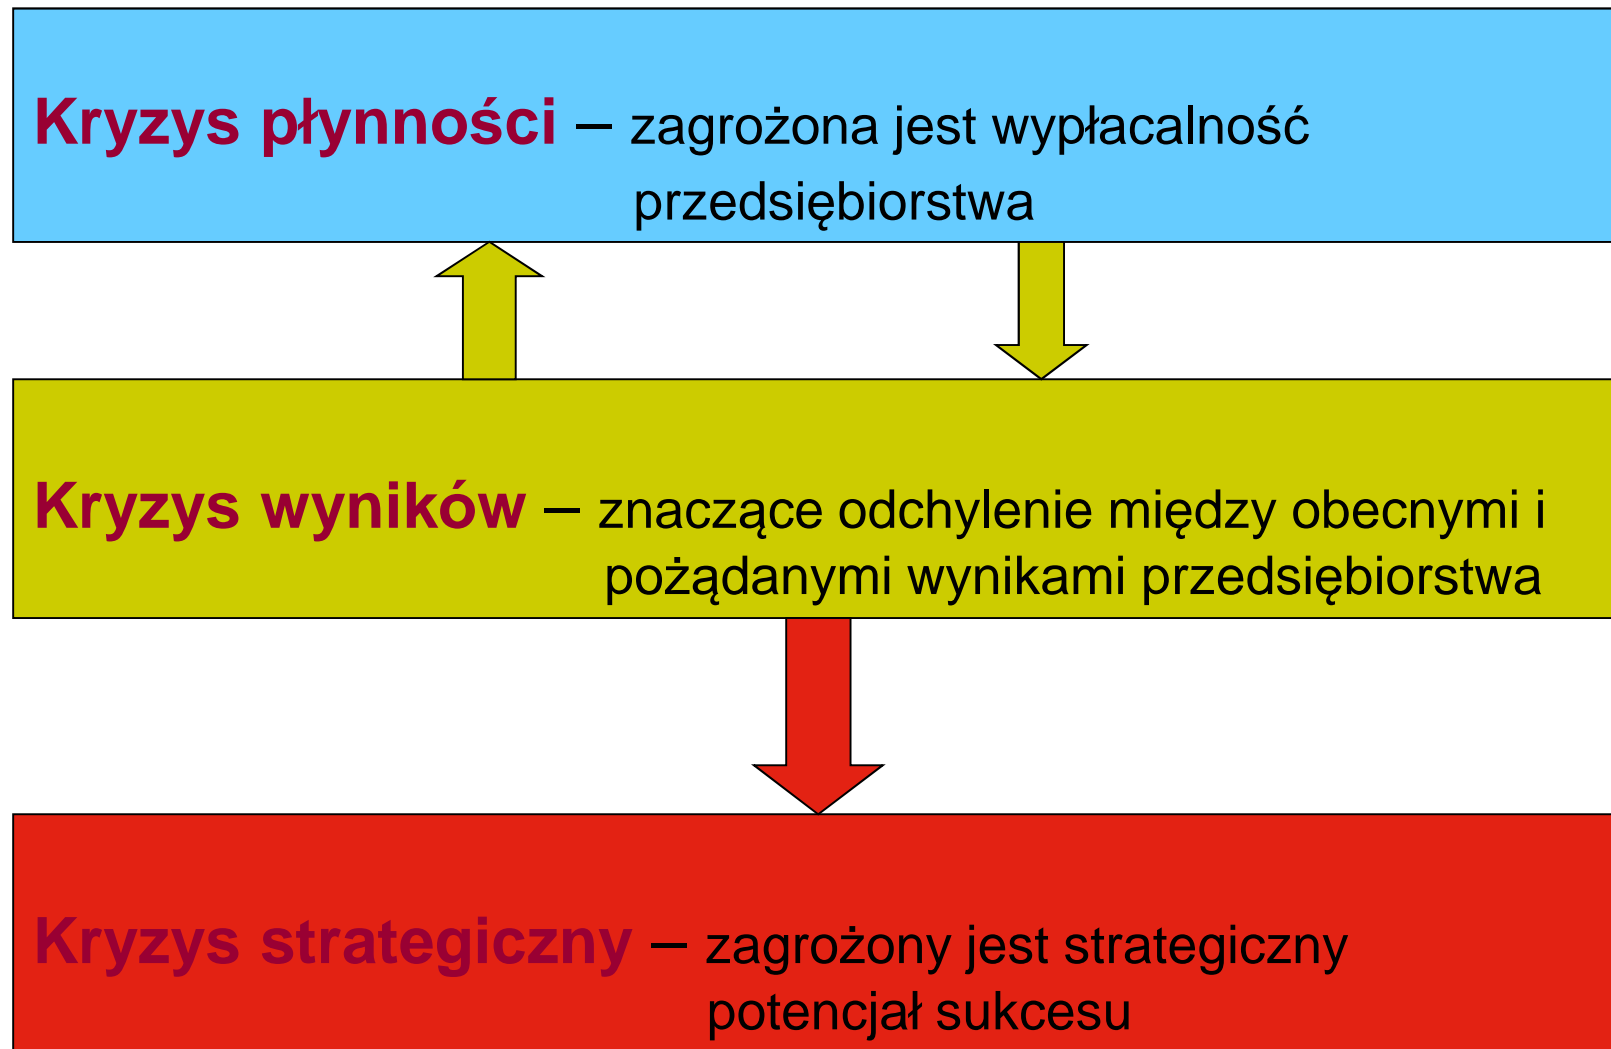 Kryzys płynności – zagrożona jest wypłacalność
przedsiębiorstwa
Kryzys wyników – znaczące odchylenie między obecnymi i
pożądanymi wynikami przedsiębiorstwa
Kryzys strategiczny – zagrożony jest strategiczny
potencjał sukcesu